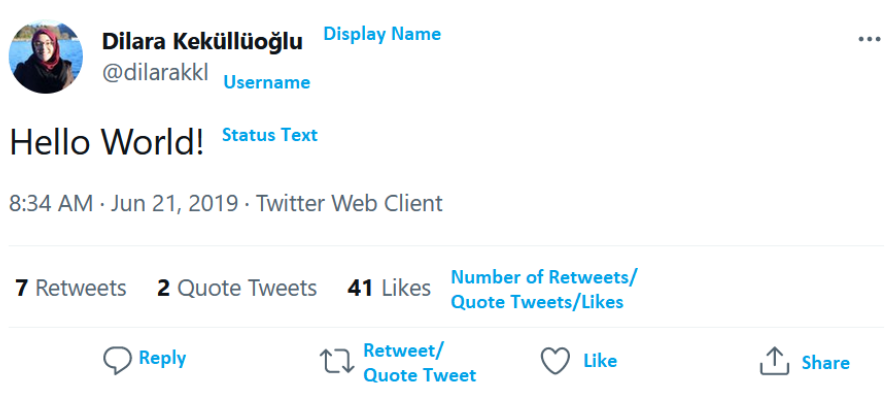 Dilara Keküllüoğlu Display Name
@dilarakkl Username
Hello World! Status Text
8:34 AM · Jun 21, 2019 · Twitter Web Client
7 Retweets 2 Quote Tweets 41 Likes Number of Retweets/
Quote Tweets/Likes
Reply Retweet/ Like Share
Quote Tweet